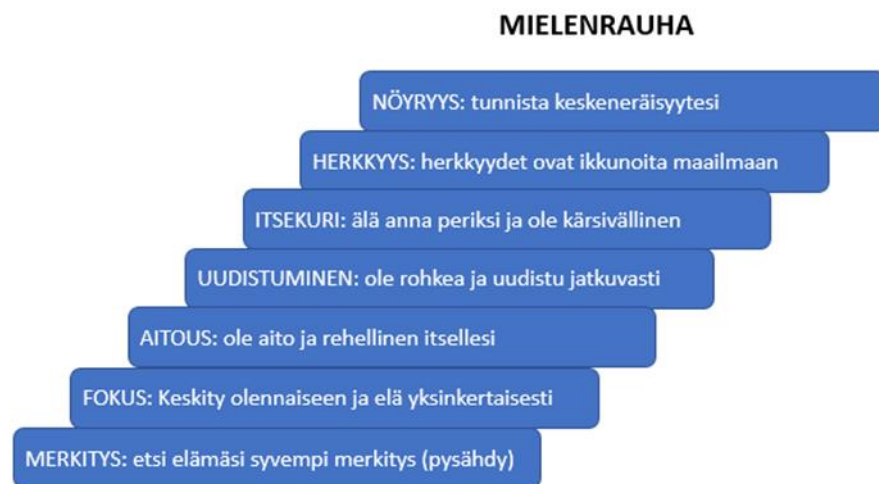 MIELENRAUHA
NÖYRYYS: tunnista keskeneräisyytesi
HERKKYYS: herkkyydet ovat ikkunoita maailmaan
ITSEKURI: älä anna periksi ja ole kärsivällinen
UUDISTUMINEN: ole rohkea ja uudistu jatkuvasti
AITOUS: ole aito ja rehellinen itsellesi
FOKUS: Keskity olennaiseen ja elä yksinkertaisesti
MERKITYS: etsi elämäsi syvempi merkitys (pysähdy)